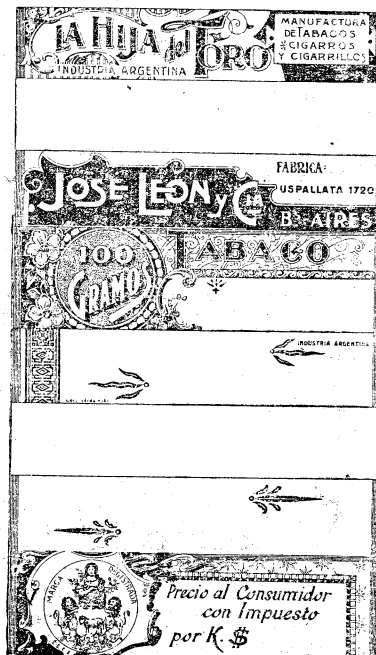 LA HIJA del TORO
INDUSTRIA ARGENTINA
MANUFACTURA
DE TABACOS
CIGARROS
Y CIGARRILLOS
JOSE LEON y Cía
FABRICA:
USPALLATA 1720
Bs AIRES
100
GRAMOS
TABACO
INDUSTRIA ARGENTINA
MARCA REGISTRADA
Precio al Consumidor
con Impuesto
por K. $